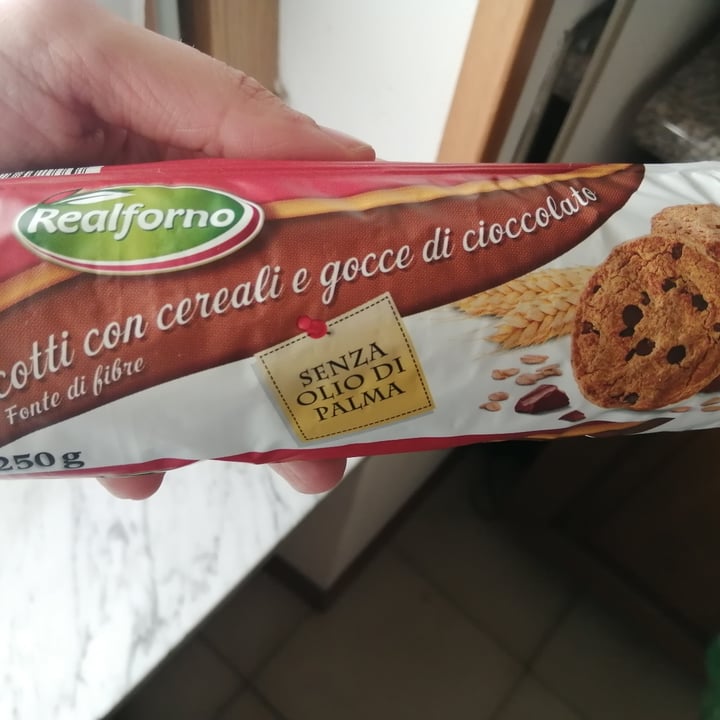 Realforno
cotti con cereali e gocce di cioccolato
Fonte di fibre
SENZA
OLIO DI
PALMA
250 g